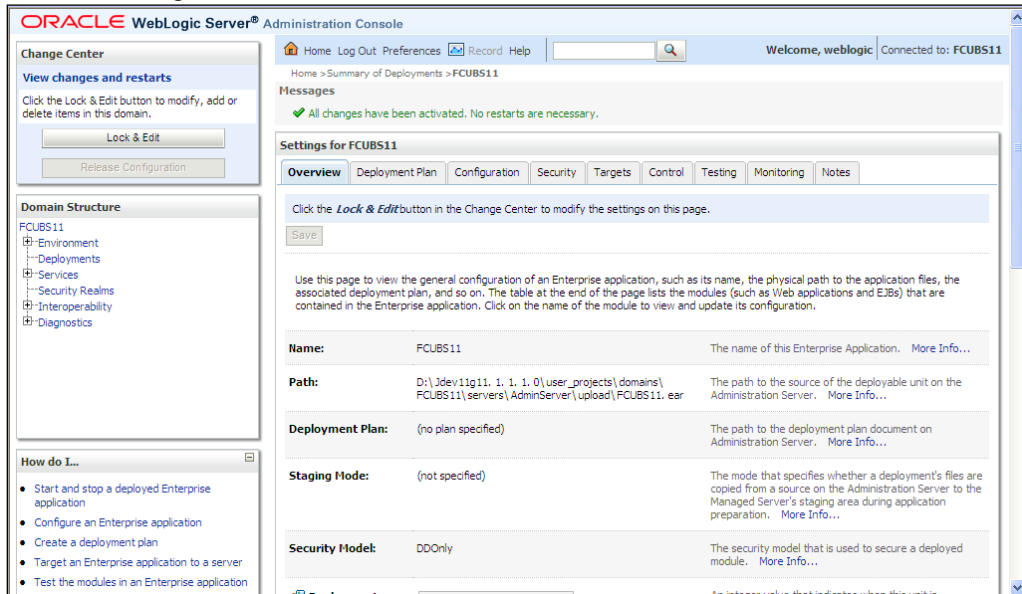 ORACLE WebLogic Server® Administration Console
Change Center
View changes and restarts
Click the Lock & Edit button to modify, add or
delete items in this domain.
Lock & Edit
Release Configuration
Domain Structure
FCUBS11
Environment
Deployments
Services
Security Realms
Interoperability
Diagnostics
How do I...
Start and stop a deployed Enterprise
application
Configure an Enterprise application
Create a deployment plan
Target an Enterprise application to a server
Test the modules in an Enterprise application
Home Log Out Preferences Record Help
Welcome, weblogic Connected to: FCUBS11
Home >Summary of Deployments >FCUBS11
Messages
All changes have been activated. No restarts are necessary.
Settings for FCUBS11
Overview Deployment Plan Configuration Security Targets Control Testing Monitoring Notes
Click the Lock & Edit button in the Change Center to modify the settings on this page.
Save
Use this page to view the general configuration of an Enterprise application, such as its name, the physical path to the application files, the
associated deployment plan, and so on. The table at the end of the page lists the modules (such as Web applications and EJBs) that are
contained in the Enterprise application. Click on the name of the module to view and update its configuration.
Name: FCUBS11 The name of this Enterprise Application. More Info...
Path: D:\Jdev11g11. 1. 1. 1. 0\user_projects\domains\ The path to the source of the deployable unit on the
FCUBS11\servers\AdminServer\upload\FCUBS11. ear Administration Server. More Info...
Deployment Plan: (no plan specified) The path to the deployment plan document on
Administration Server. More Info...
Staging Mode: (not specified) The mode that specifies whether a deployment's files are
copied from a source on the Administration Server to the
Managed Server's staging area during application
preparation. More Info...
Security Model: DDOnly The security model that is used to secure a deployed
module. More Info...